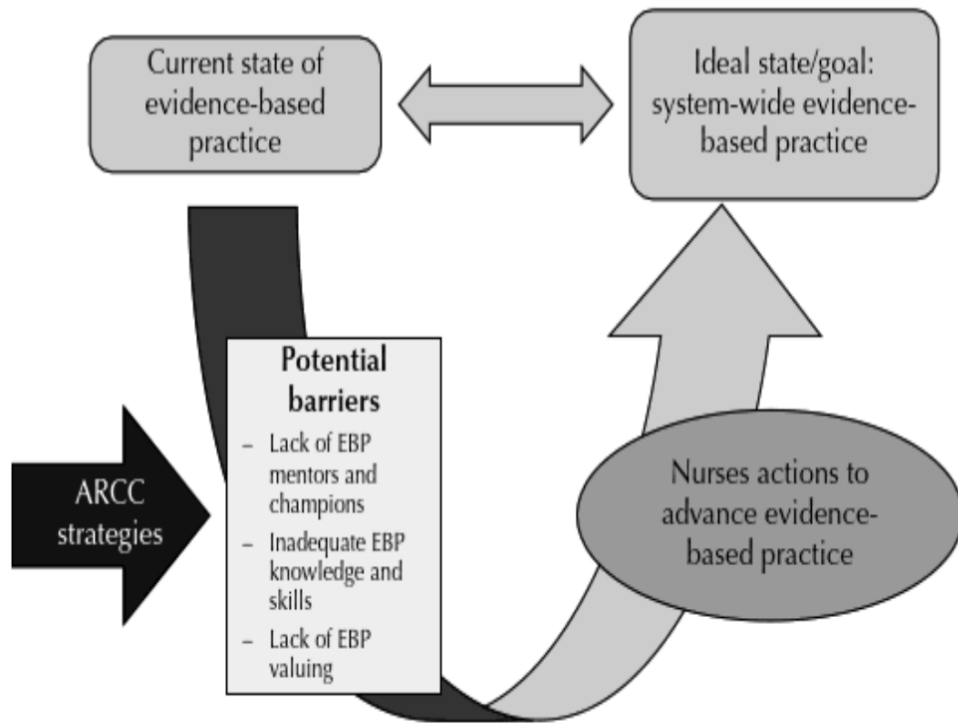 Current state of
evidence-based
practice
Ideal state/goal:
system-wide evidence-
based practice
Potential
barriers
– Lack of EBP
mentors and
champions
– Inadequate EBP
knowledge and
skills
– Lack of EBP
valuing
ARCC
strategies
Nurses actions to
advance evidence-
based practice